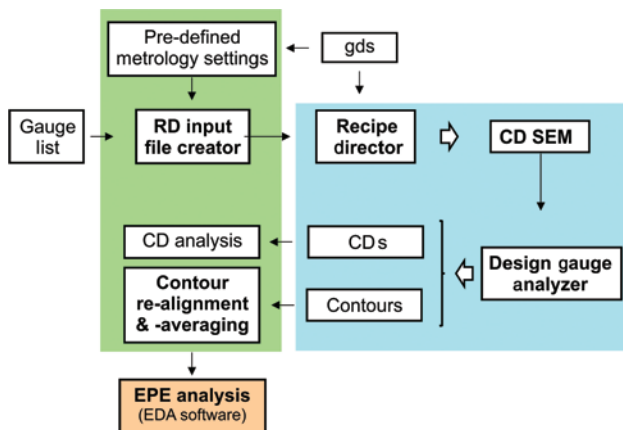 Pre-defined
metrology settings
gds
Gauge
list
RD input
file creator
Recipe
director
CD SEM
CD analysis
CDs
Design gauge
analyzer
Contour
re-alignment
& -averaging
Contours
EPE analysis
(EDA software)